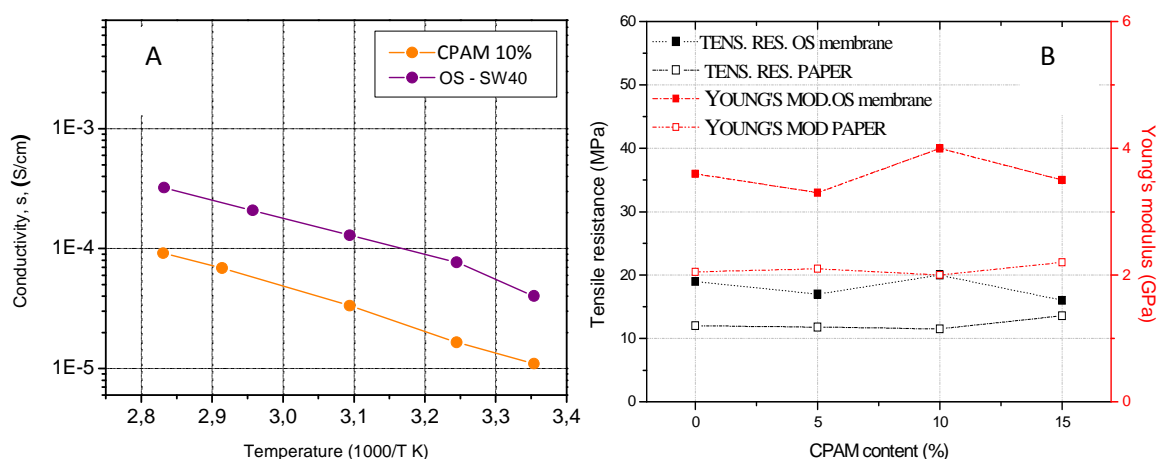 A
CPAM 10%
OS - SW40
1E-3
1E-4
1E-5
Conductivity, s, (S/cm)
2,8 2,9 3,0 3,1 3,2 3,3 3,4
Temperature (1000/T K)
B
TENS. RES. OS membrane
TENS. RES. PAPER
YOUNG'S MOD.OS membrane
YOUNG'S MOD PAPER
60
50
40
30
20
10
0
Tensile resistance (MPa)
6
4
2
0
Young's modulus
(GPa)
0 5 10 15
CPAM content (%)